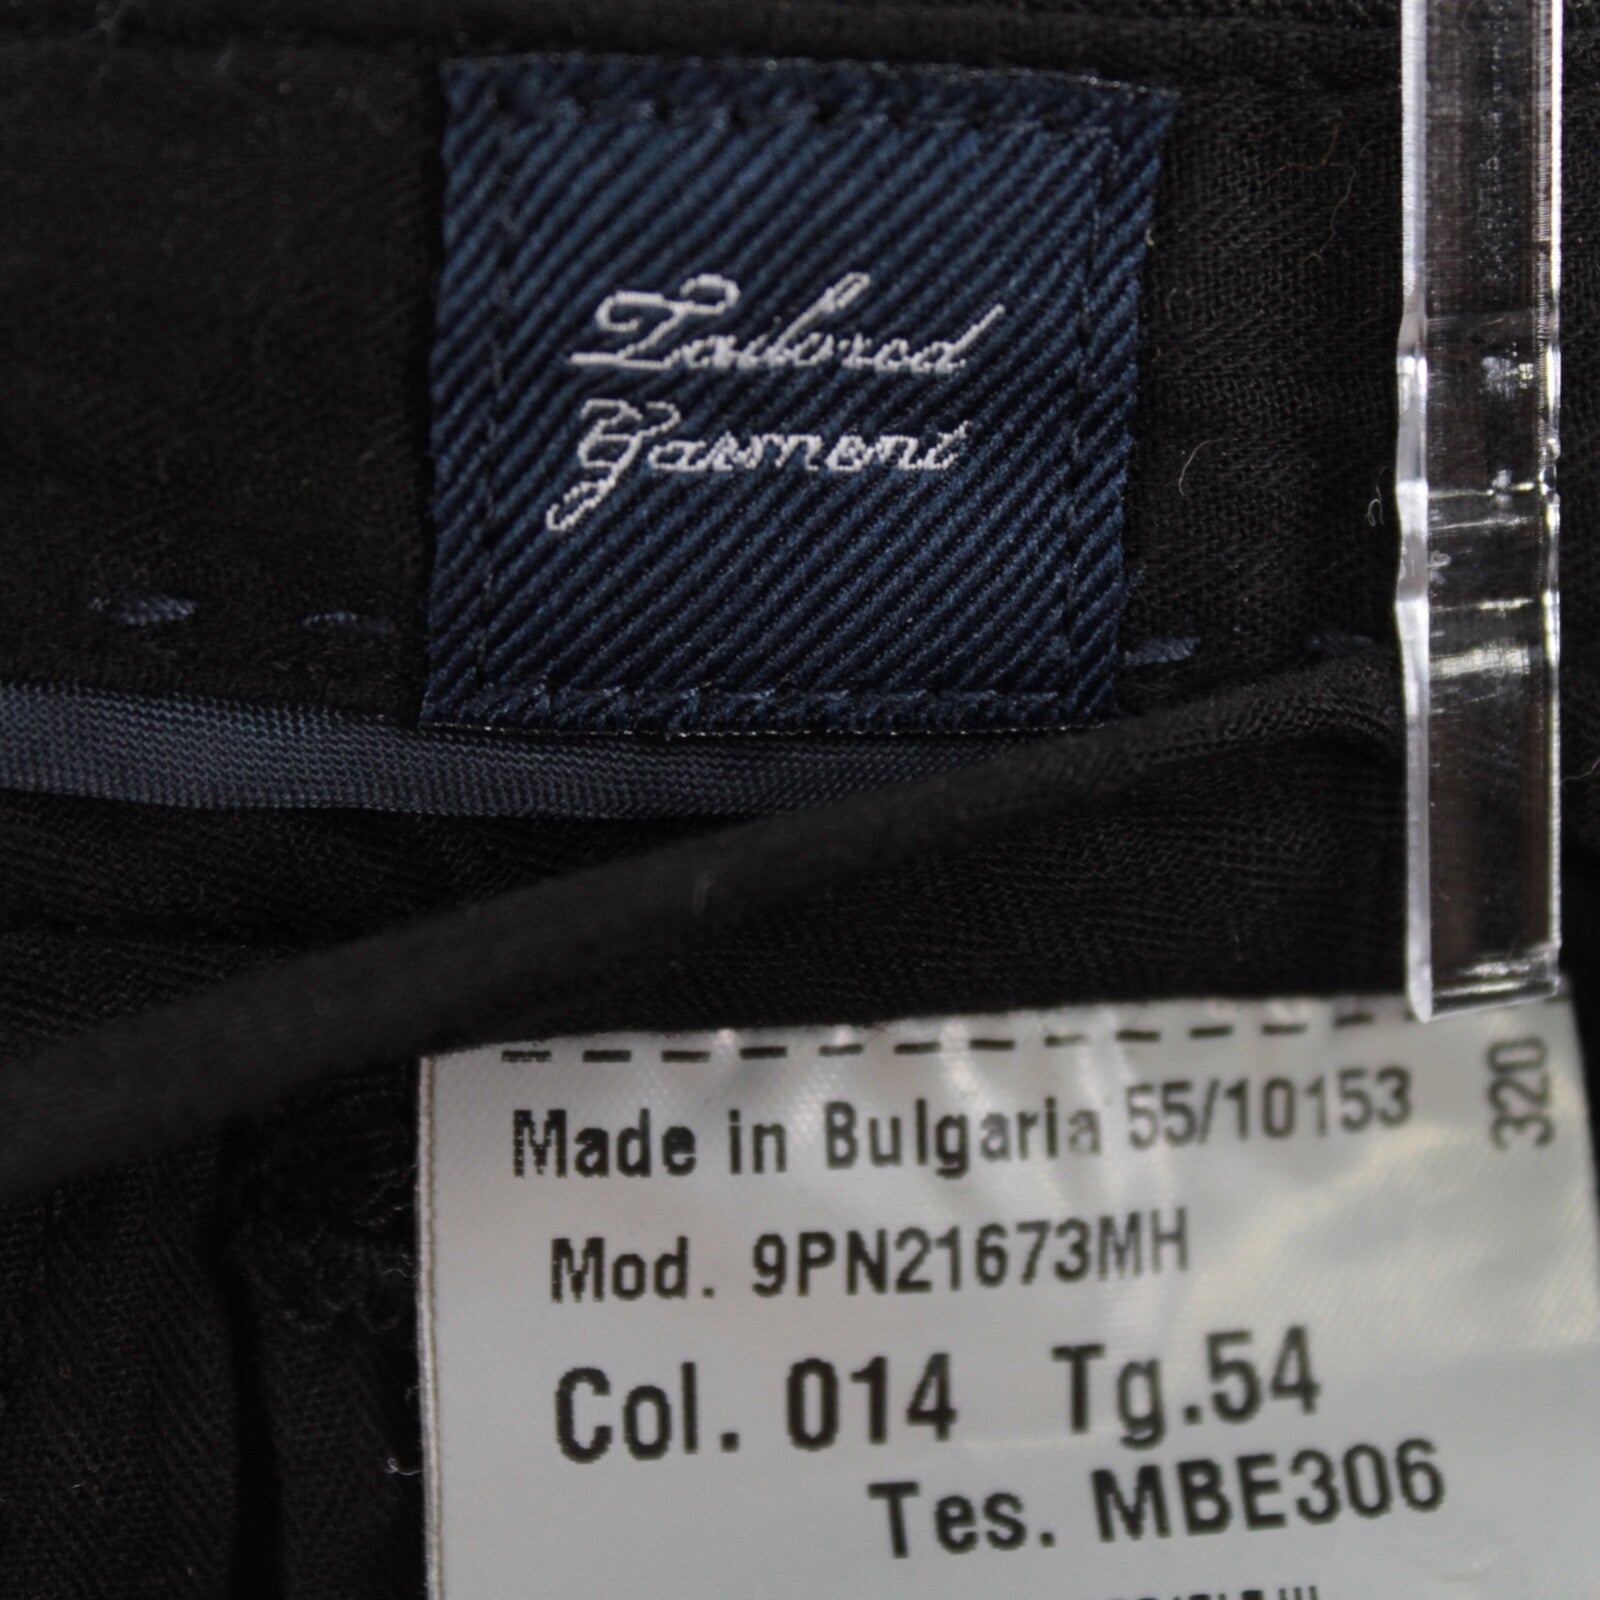 Tailored
Garment
Made in Bulgaria 55/10153
320
Mod. 9PN21673MH
Col. 014 Tg.54
Tes. MBE306